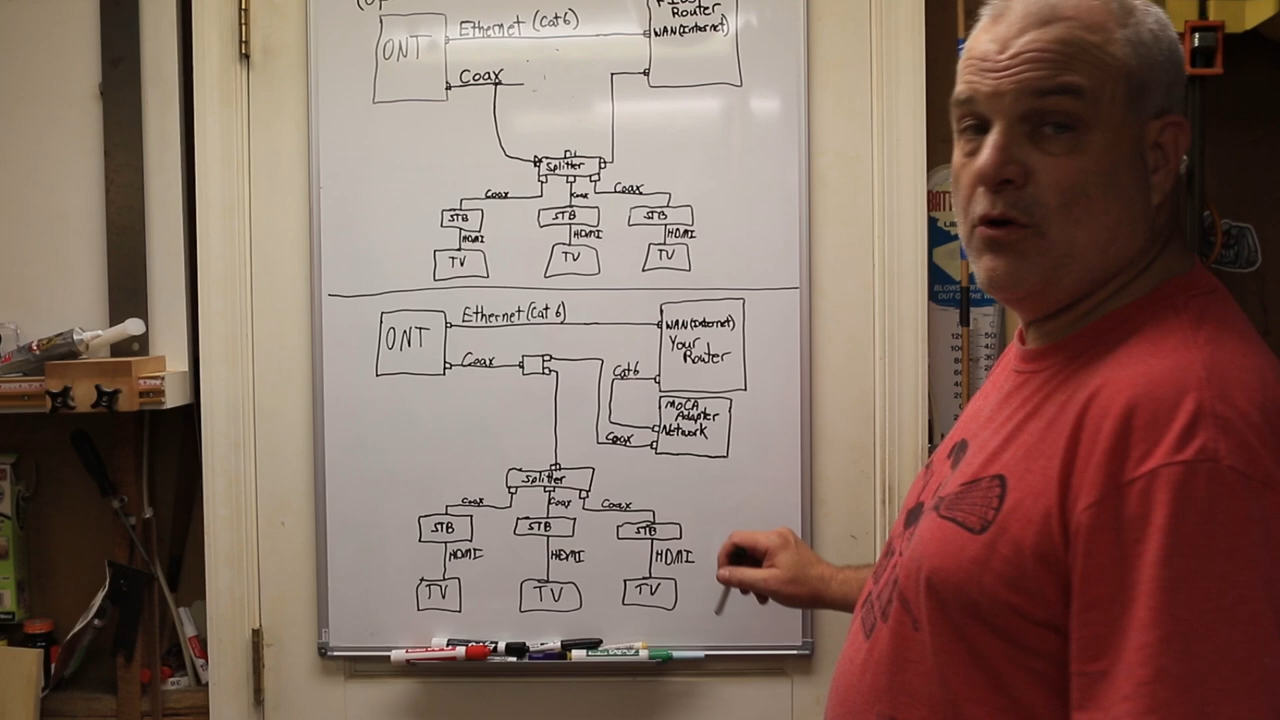 FIOS
Router
WAN(Internet)
Ethernet (Cat6)
ONT
Coax
Splitter
Coax
Coax
Coax
STB
STB
STB
HDMI
HDMI
HDMI
TV
TV
TV
Ethernet (Cat 6)
ONT
WAN(Internet)
Your
Router
Coax
Cat6
MoCA
Adapter
Network
Coax
Splitter
Coax
Coax
Coax
STB
STB
STB
HDMI
HDMI
HDMI
TV
TV
TV